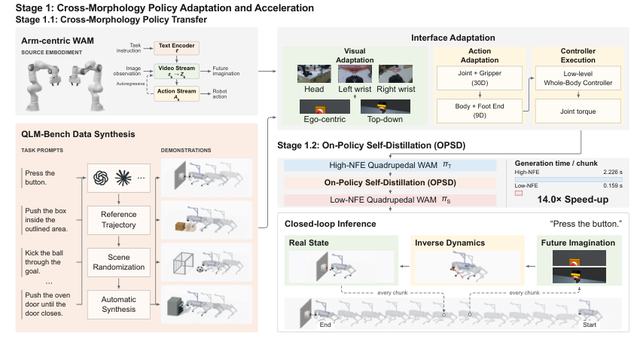 Stage 1: Cross-Morphology Policy Adaptation and Acceleration
Stage 1.1: Cross-Morphology Policy Transfer
Arm-centric WAM
SOURCE EMBODIMENT
Task instruction
Text Encoder
Image observation
Video Stream
Future imagination
Autoregressive
Action Stream
Robot action
QLM-Bench Data Synthesis
TASK PROMPTS
DEMONSTRATIONS
Press the button.
Push the box inside the outlined area.
Kick the ball through the goal.
...
Push the oven door until the door closes.
...
Reference Trajectory
Scene Randomization
Automatic Synthesis
Interface Adaptation
Visual Adaptation
Head
Left wrist
Right wrist
Ego-centric
Top-down
Action Adaptation
Joint + Gripper (30D)
Body + Foot End (9D)
Controller Execution
Low-level Whole-Body Controller
Joint torque
Stage 1.2: On-Policy Self-Distillation (OPSD)
High-NFE Quadrupedal WAM π_T
On-Policy Self-Distillation (OPSD)
Low-NFE Quadrupedal WAM π_S
Generation time / chunk
High-NFE 2.226 s
Low-NFE 0.159 s
14.0× Speed-up
Closed-loop Inference
"Press the button."
Real State
Inverse Dynamics
Future Imagination
every chunk
every chunk
End
Start